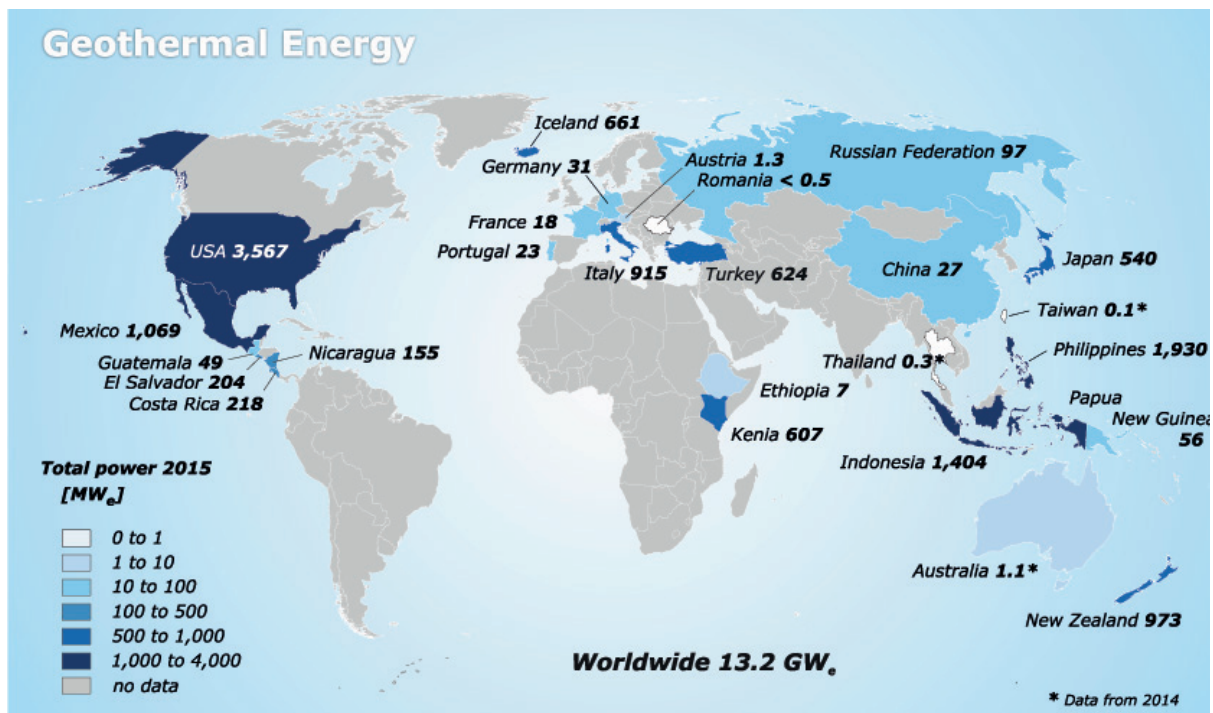 Geothermal Energy
Iceland 661
Germany 31
Austria 1.3
Romania < 0.5
Russian Federation 97
France 18
Portugal 23
Italy 915
Turkey 624
China 27
Japan 540
USA 3,567
Taiwan 0.1*
Mexico 1,069
Guatemala 49
El Salvador 204
Costa Rica 218
Nicaragua 155
Thailand 0.3*
Philippines 1,930
Ethiopia 7
Kenia 607
Papua
New Guinea
56
Indonesia 1,404
Australia 1.1*
New Zealand 973
Total power 2015
[MWe]
0 to 1
1 to 10
10 to 100
100 to 500
500 to 1,000
1,000 to 4,000
no data
Worldwide 13.2 GWe
* Data from 2014